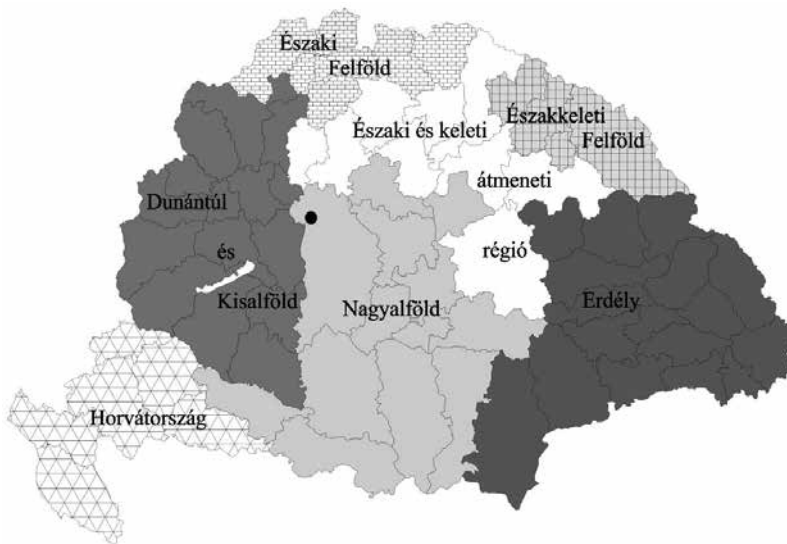 Északi
Felföld
Északi és keleti
Északkeleti
Felföld
átmeneti
Dunántúl
és
régió
Kisalföld
Nagyalföld
Erdély
Horvátország